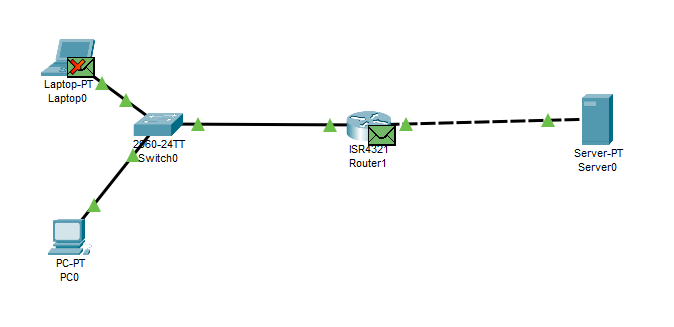 Laptop-PT
Laptop0
2960-24TT
Switch0
ISR4321
Router1
Server-PT
Server0
PC-PT
PC0